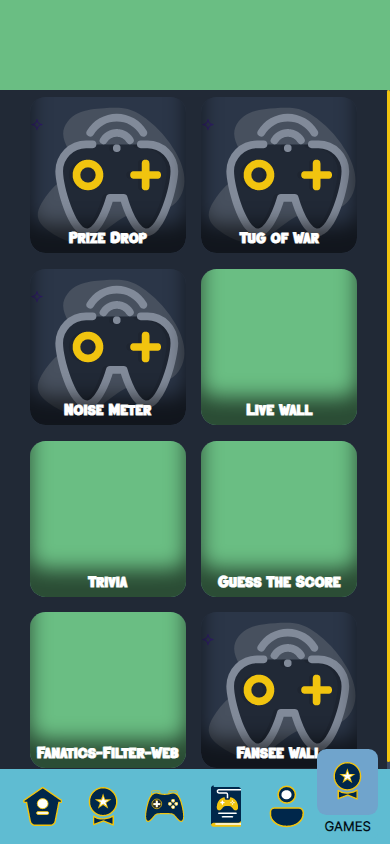 Prize Drop
Tug of War
Noise Meter
Live Wall
Trivia
Guess The Score
Fanatics-Filter-Web
Fansee Wall
GAMES